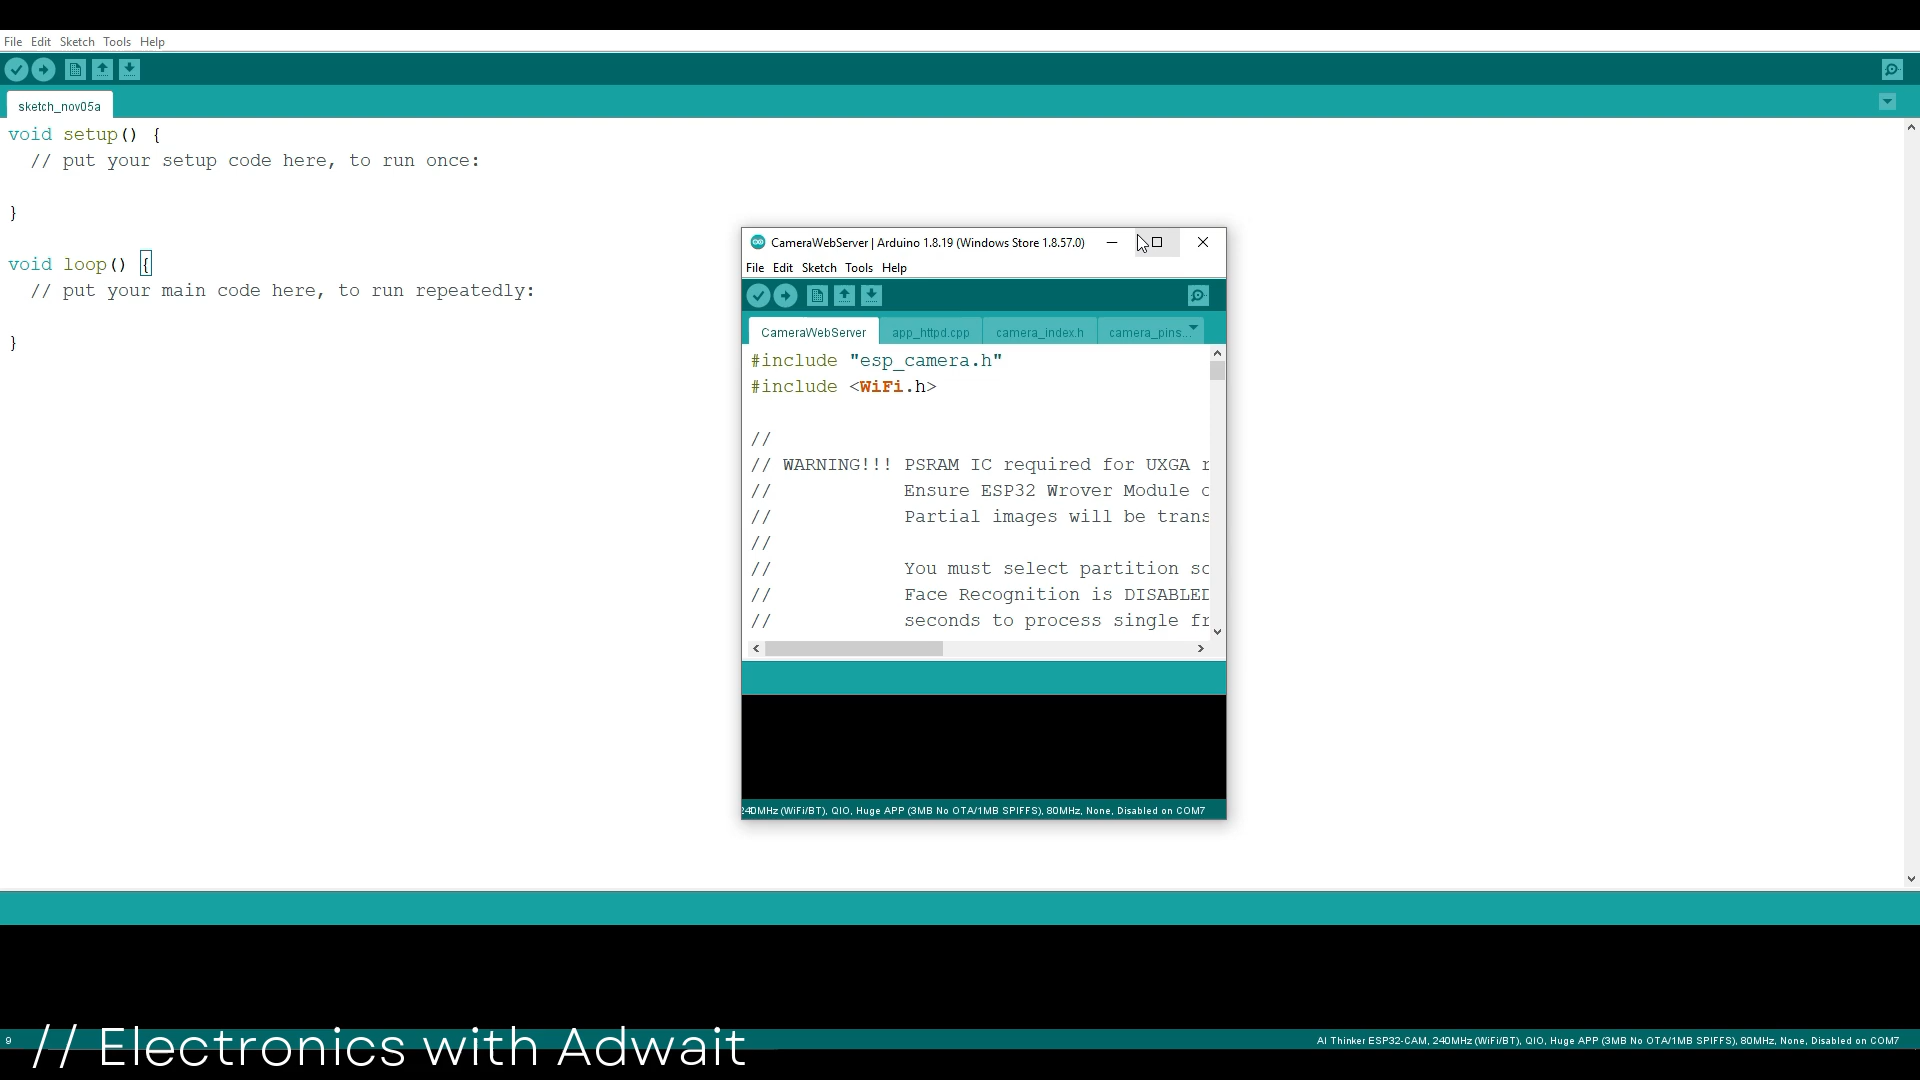 File Edit Sketch Tools Help
sketch_nov05a
void setup() {
// put your setup code here, to run once:
}
void loop() {
// put your main code here, to run repeatedly:
}
CameraWebServer | Arduino 1.8.19 (Windows Store 1.8.57.0)
File Edit Sketch Tools Help
CameraWebServer app_httpd.cpp camera_index.h camera_pins...
#include "esp_camera.h"
#include <WiFi.h>
//
// WARNING!!! PSRAM IC required for UXGA r
// Ensure ESP32 Wrover Module o
// Partial images will be trans
//
// You must select partition sc
// Face Recognition is DISABLED
// seconds to process single fr
240MHz (WiFi/BT), QIO, Huge APP (3MB No OTA/1MB SPIFFS), 80MHz, None, Disabled on COM7
9
// Electronics with Adwait
AI Thinker ESP32-CAM, 240MHz (WiFi/BT), QIO, Huge APP (3MB No OTA/1MB SPIFFS), 80MHz, None, Disabled on COM7